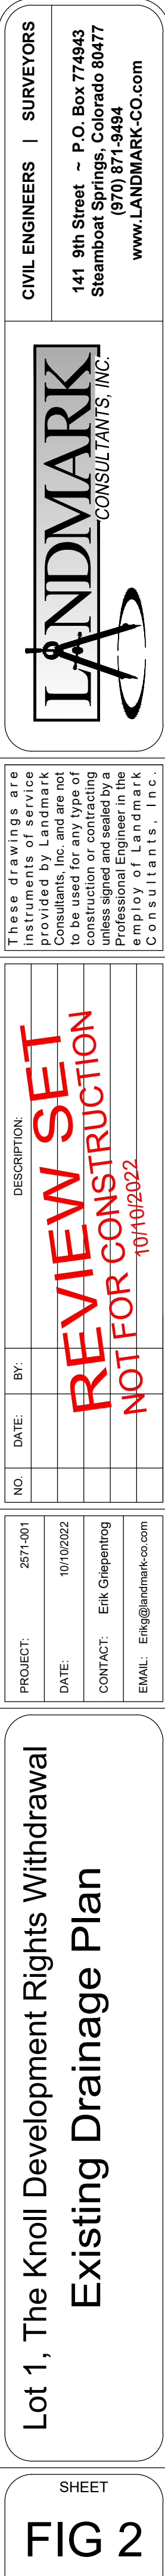 CIVIL ENGINEERS | SURVEYORS
141 9th Street ~ P.O. Box 774943
Steamboat Springs, Colorado 80477
(970) 871-9494
www.LANDMARK-CO.com
LANDMARK
CONSULTANTS, INC.
These drawings are
instruments of service
provided by Landmark
Consultants, Inc. and are not
to be used for any type of
construction or contracting
unless signed and sealed by a
Professional Engineer in the
employ of Landmark
Consultants, Inc.
NO. DATE: BY: DESCRIPTION:
REVIEW SET
NOT FOR CONSTRUCTION
10/10/2022
PROJECT: 2571-001
DATE: 10/10/2022
CONTACT: Erik Griepentrog
EMAIL: Erikg@landmark-co.com
Lot 1, The Knoll Development Rights Withdrawal
Existing Drainage Plan
SHEET
FIG 2